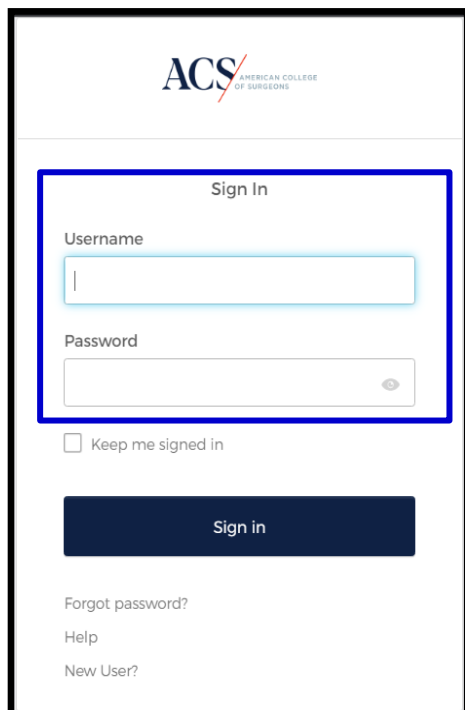 ACS
AMERICAN COLLEGE
OF SURGEONS
Sign In
Username
Password
Keep me signed in
Sign in
Forgot password?
Help
New User?